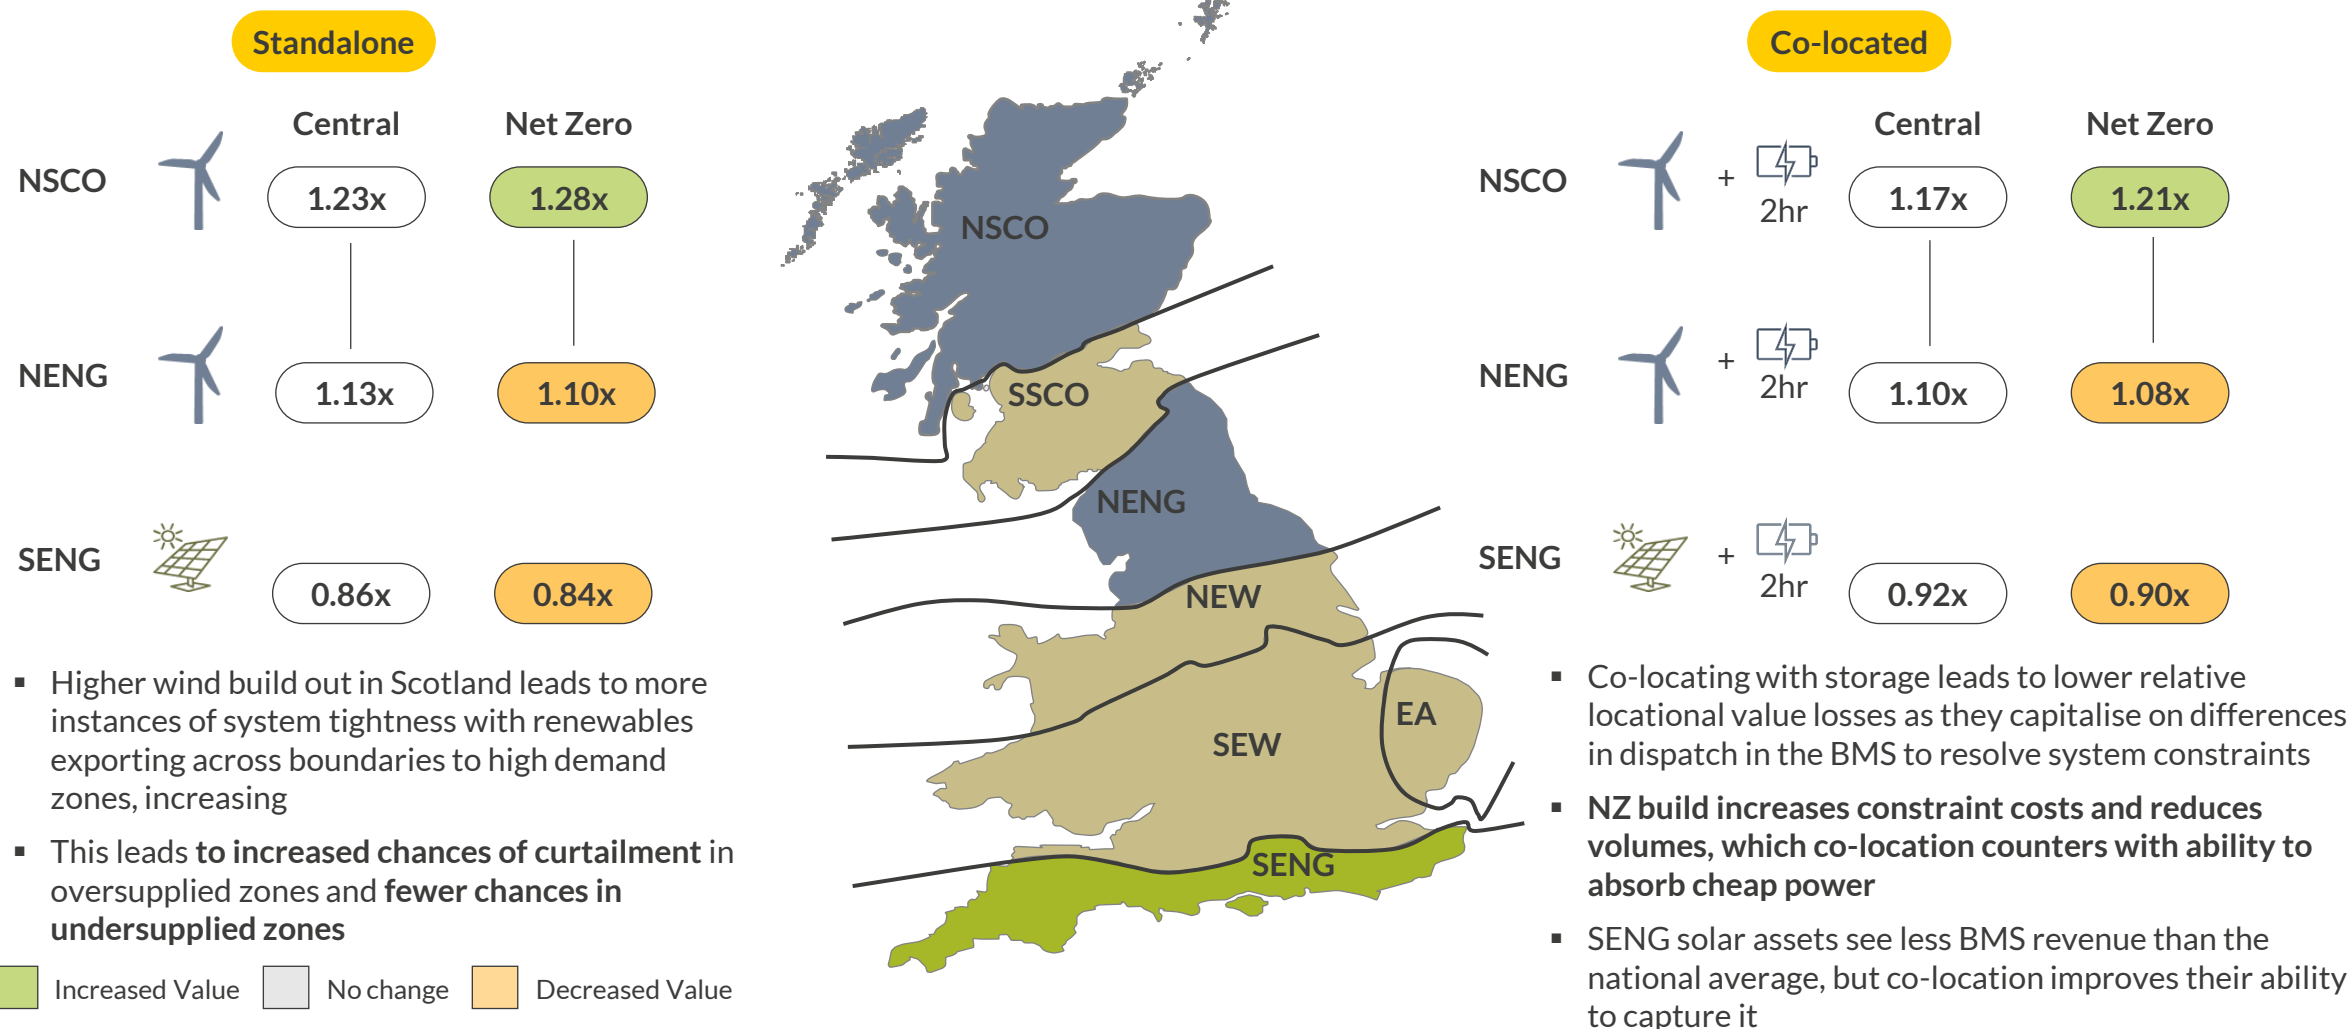 Standalone
Central
Net Zero
NSCO
1.23x
1.28x
NENG
1.13x
1.10x
SENG
0.86x
0.84x
▪ Higher wind build out in Scotland leads to more
instances of system tightness with renewables
exporting across boundaries to high demand
zones, increasing
▪ This leads to increased chances of curtailment in
oversupplied zones and fewer chances in
undersupplied zones
Increased Value
No change
Decreased Value
NSCO
SSCO
NENG
NEW
EA
SEW
SENG
Co-located
Central
Net Zero
NSCO
+
2hr
1.17x
1.21x
NENG
+
2hr
1.10x
1.08x
SENG
+
2hr
0.92x
0.90x
▪ Co-locating with storage leads to lower relative
locational value losses as they capitalise on differences
in dispatch in the BMS to resolve system constraints
▪ NZ build increases constraint costs and reduces
volumes, which co-location counters with ability to
absorb cheap power
▪ SENG solar assets see less BMS revenue than the
national average, but co-location improves their ability
to capture it